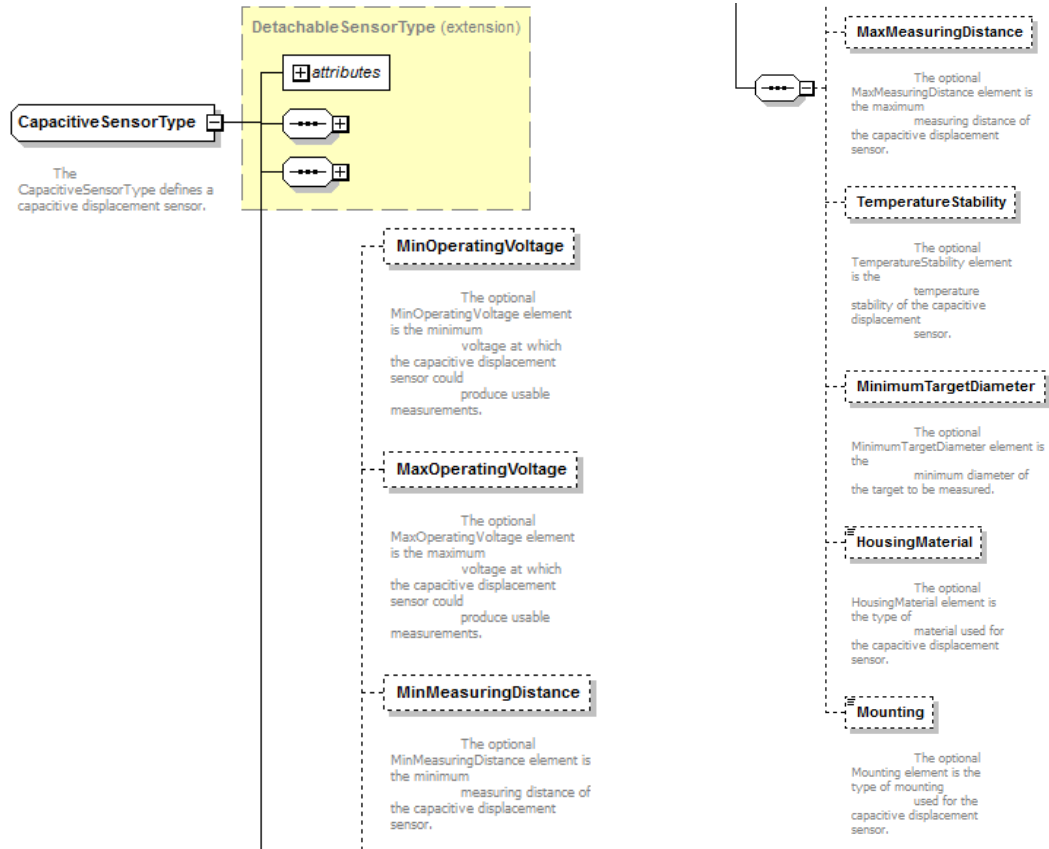 DetachableSensorType (extension)
attributes
CapacitiveSensorType
The
CapacitiveSensorType defines a
capacitive displacement sensor.
MinOperatingVoltage
The optional
MinOperatingVoltage element
is the minimum
voltage at which
the capacitive displacement
sensor could
produce usable
measurements.
MaxOperatingVoltage
The optional
MaxOperatingVoltage element
is the maximum
voltage at which
the capacitive displacement
sensor could
produce usable
measurements.
MinMeasuringDistance
The optional
MinMeasuringDistance element is
the minimum
measuring distance of
the capacitive displacement
sensor.
MaxMeasuringDistance
The optional
MaxMeasuringDistance element is
the maximum
measuring distance of
the capacitive displacement
sensor.
TemperatureStability
The optional
TemperatureStability element
is the
temperature
stability of the capacitive
displacement
sensor.
MinimumTargetDiameter
The optional
MinimumTargetDiameter element is
the
minimum diameter of
the target to be measured.
HousingMaterial
The optional
HousingMaterial element is
the type of
material used for
the capacitive displacement
sensor.
Mounting
The optional
Mounting element is the
type of mounting
used for the
capacitive displacement
sensor.